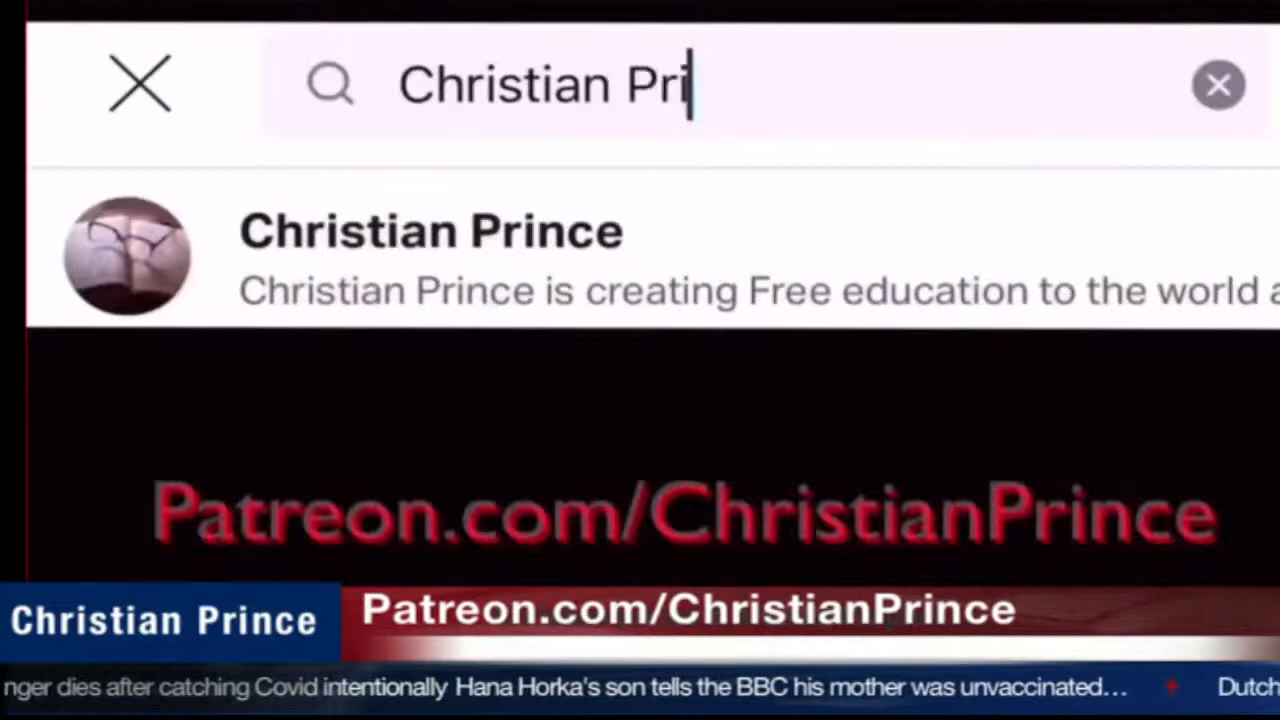 Christian Pri
Christian Prince
Christian Prince is creating Free education to the world
Patreon.com/ChristianPrince
Christian Prince
Patreon.com/ChristianPrince
nger dies after catching Covid intentionally Hana Horka's son tells the BBC his mother was unvaccinated... Dutch